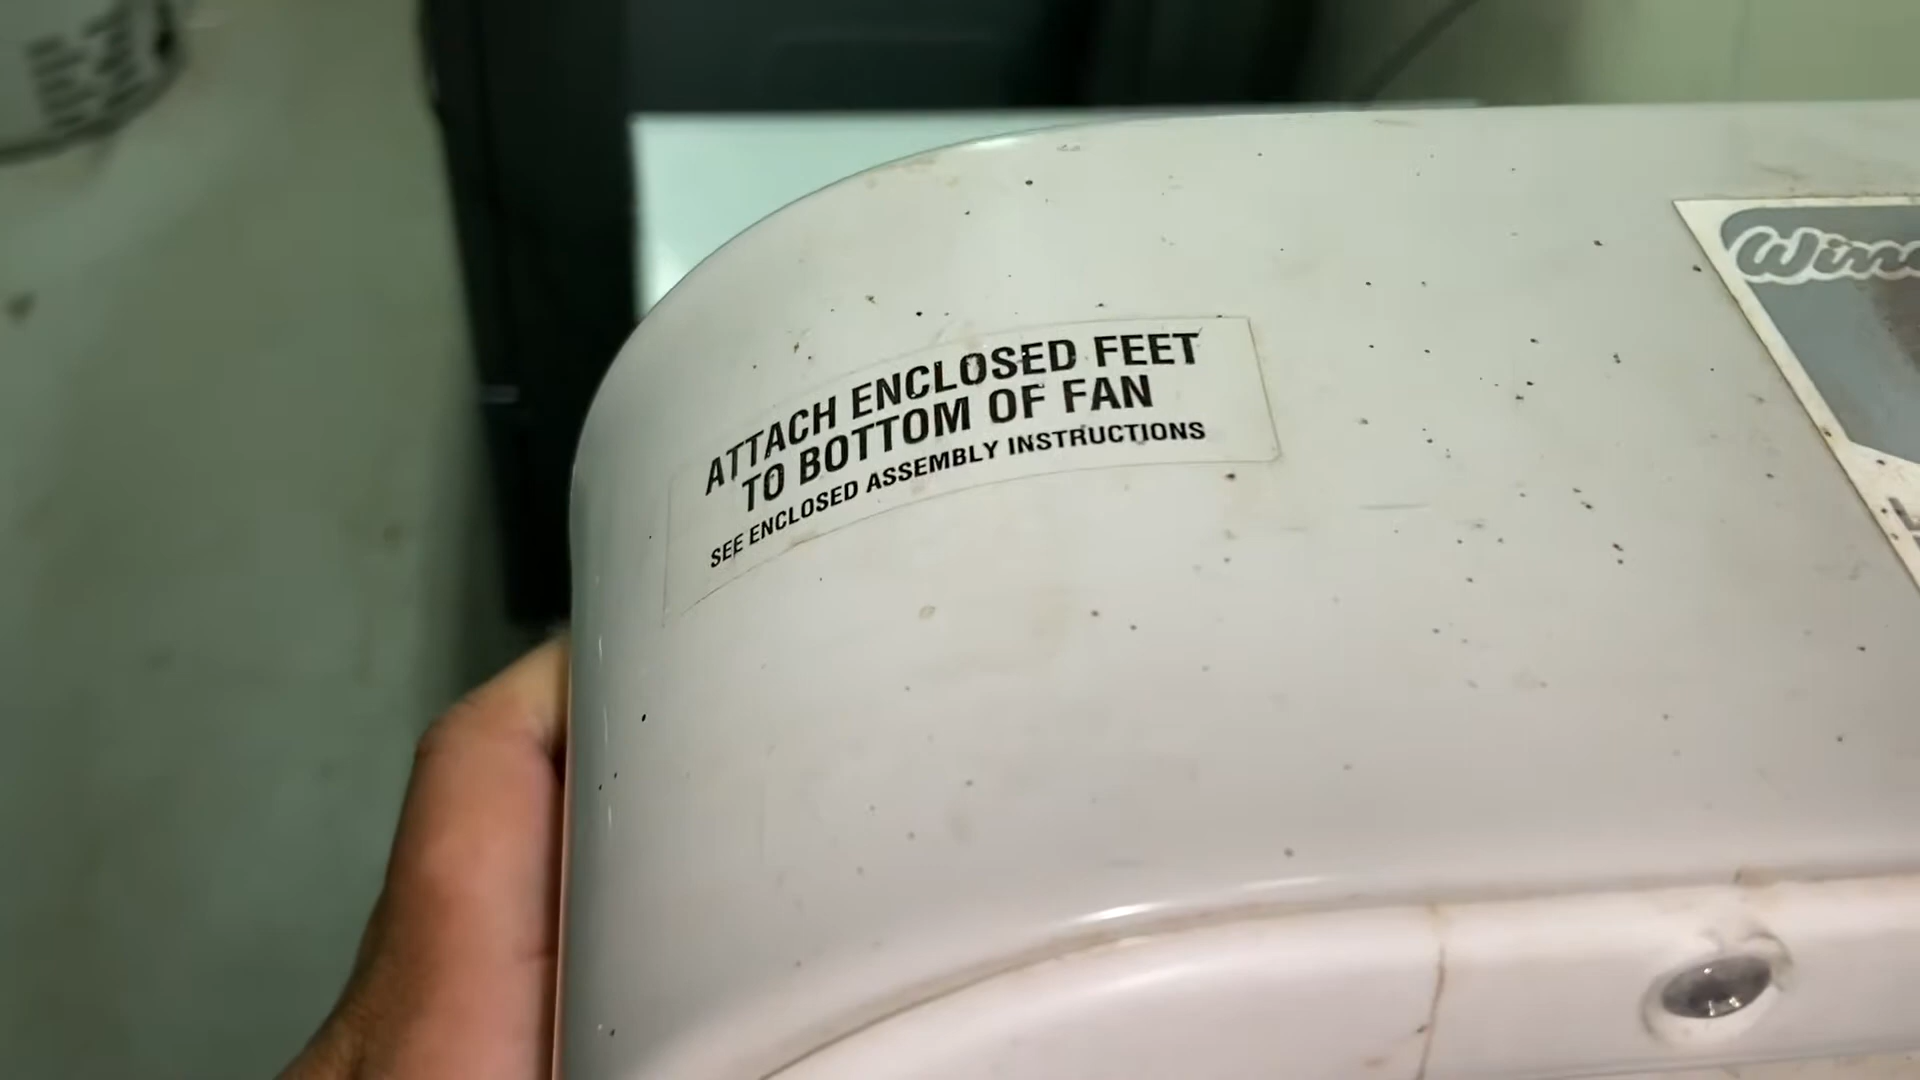 ATTACH ENCLOSED FEET
TO BOTTOM OF FAN
SEE ENCLOSED ASSEMBLY INSTRUCTIONS